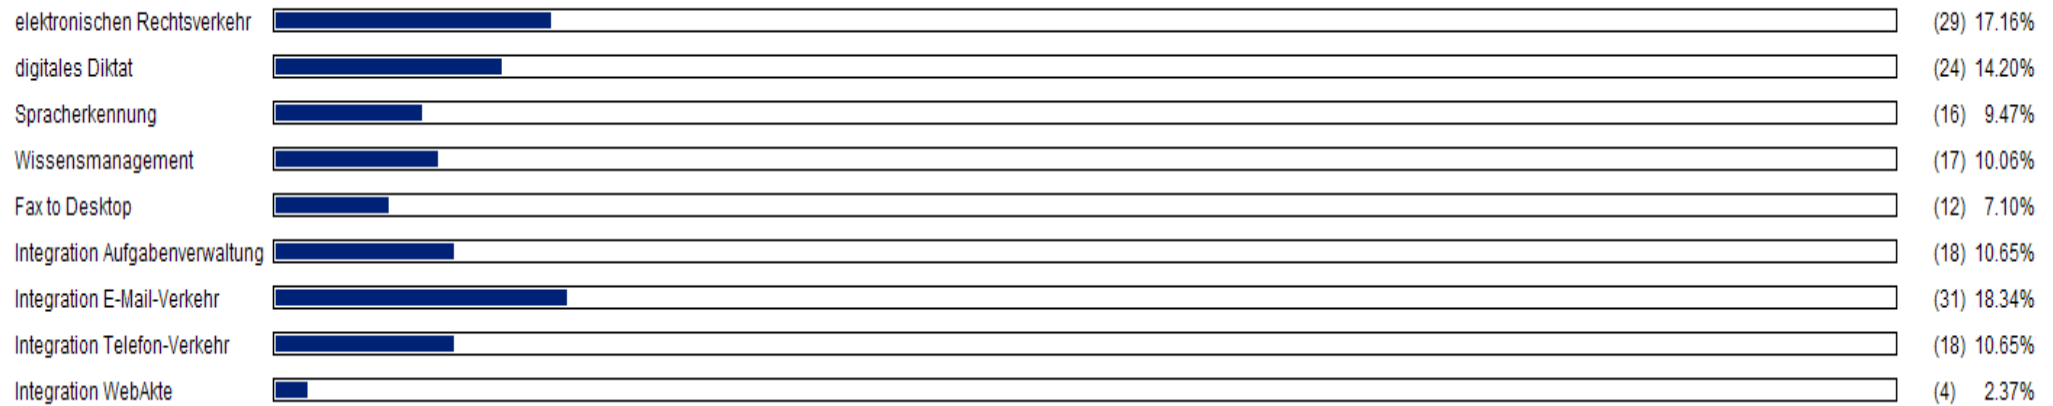 elektronischen Rechtsverkehr (29) 17.16%
digitales Diktat (24) 14.20%
Spracherkennung (16) 9.47%
Wissensmanagement (17) 10.06%
Fax to Desktop (12) 7.10%
Integration Aufgabenverwaltung (18) 10.65%
Integration E-Mail-Verkehr (31) 18.34%
Integration Telefon-Verkehr (18) 10.65%
Integration WebAkte (4) 2.37%